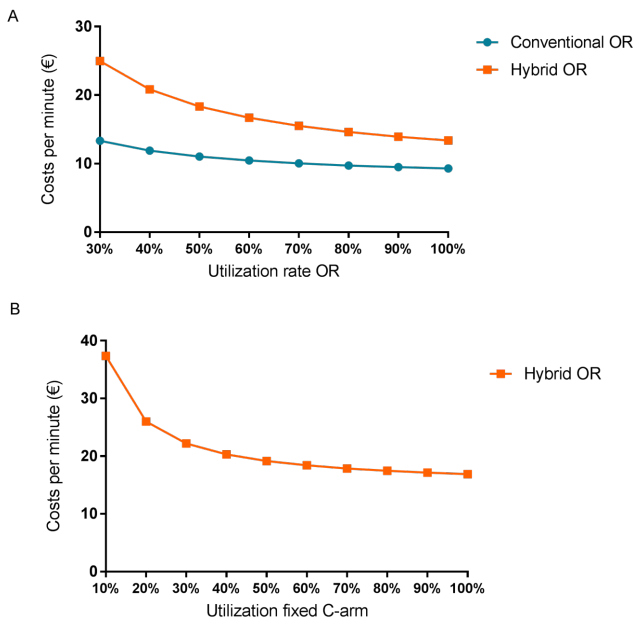 A
Costs per minute (€)
30
20
10
0
30% 40% 50% 60% 70% 80% 90% 100%
Utilization rate OR
Conventional OR
Hybrid OR
B
Costs per minute (€)
40
30
20
10
0
10% 20% 30% 40% 50% 60% 70% 80% 90% 100%
Utilization fixed C-arm
Hybrid OR